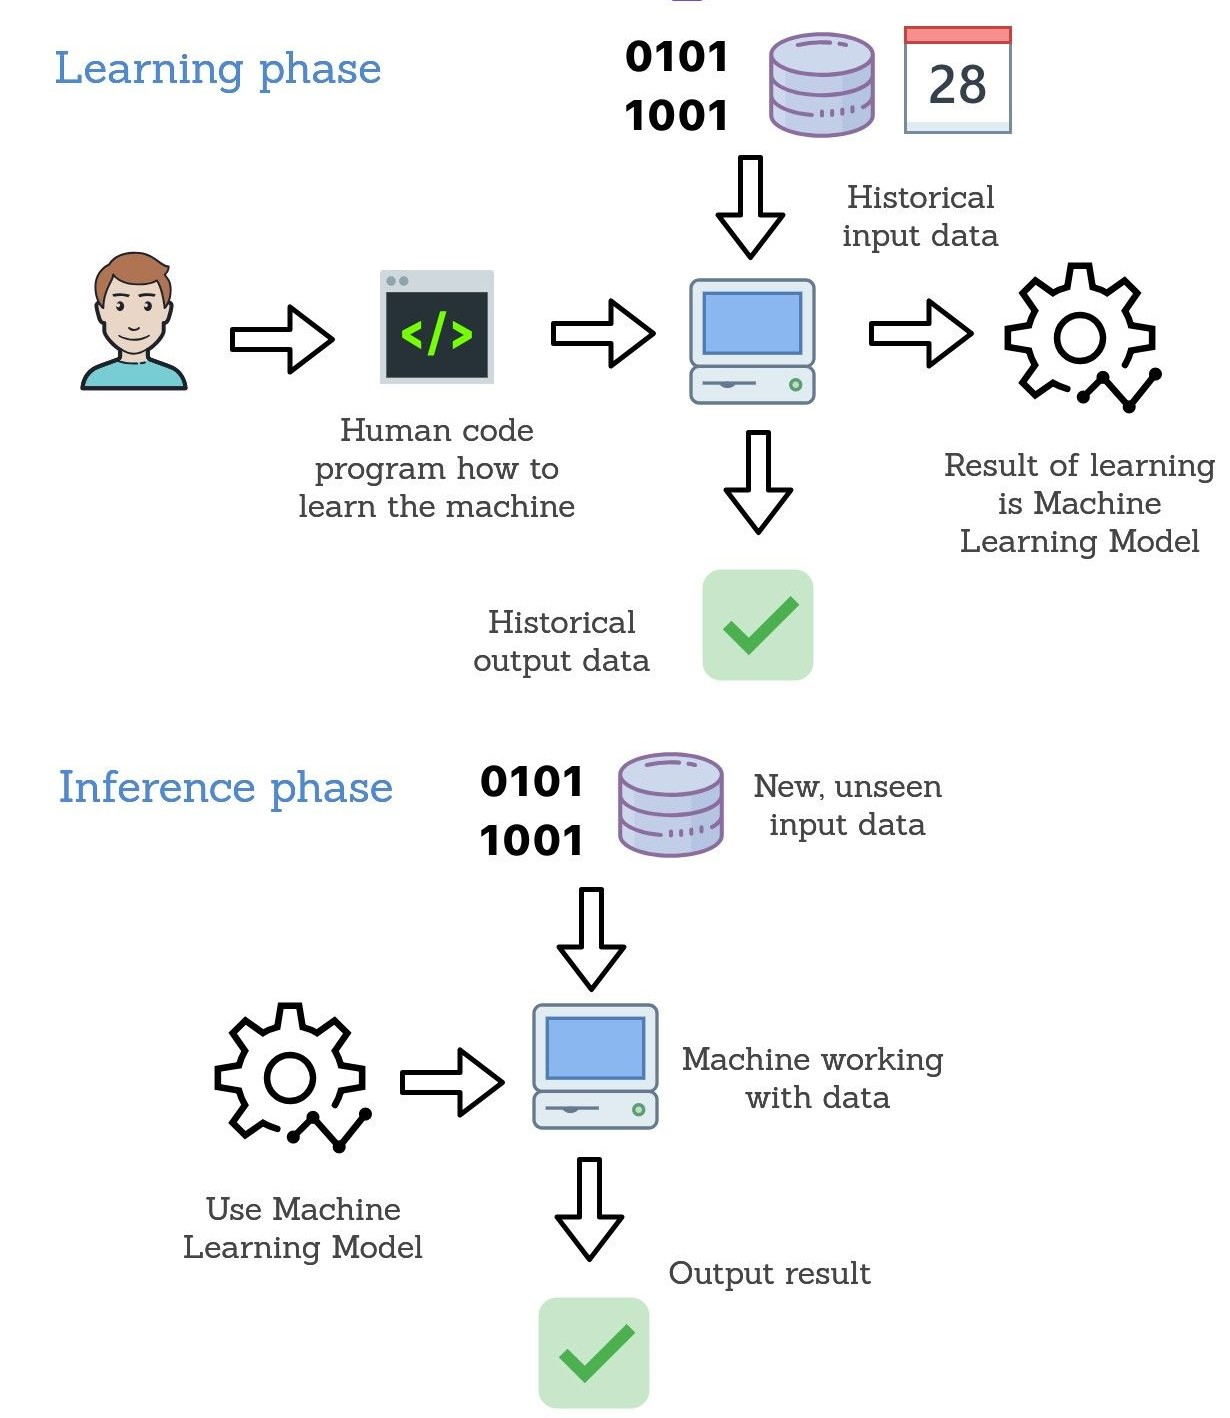 Learning phase
0101
1001
28
Historical
input data
</>
Human code
program how to
learn the machine
Result of learning
is Machine
Learning Model
Historical
output data
Inference phase
0101
1001
New, unseen
input data
Machine working
with data
Use Machine
Learning Model
Output result